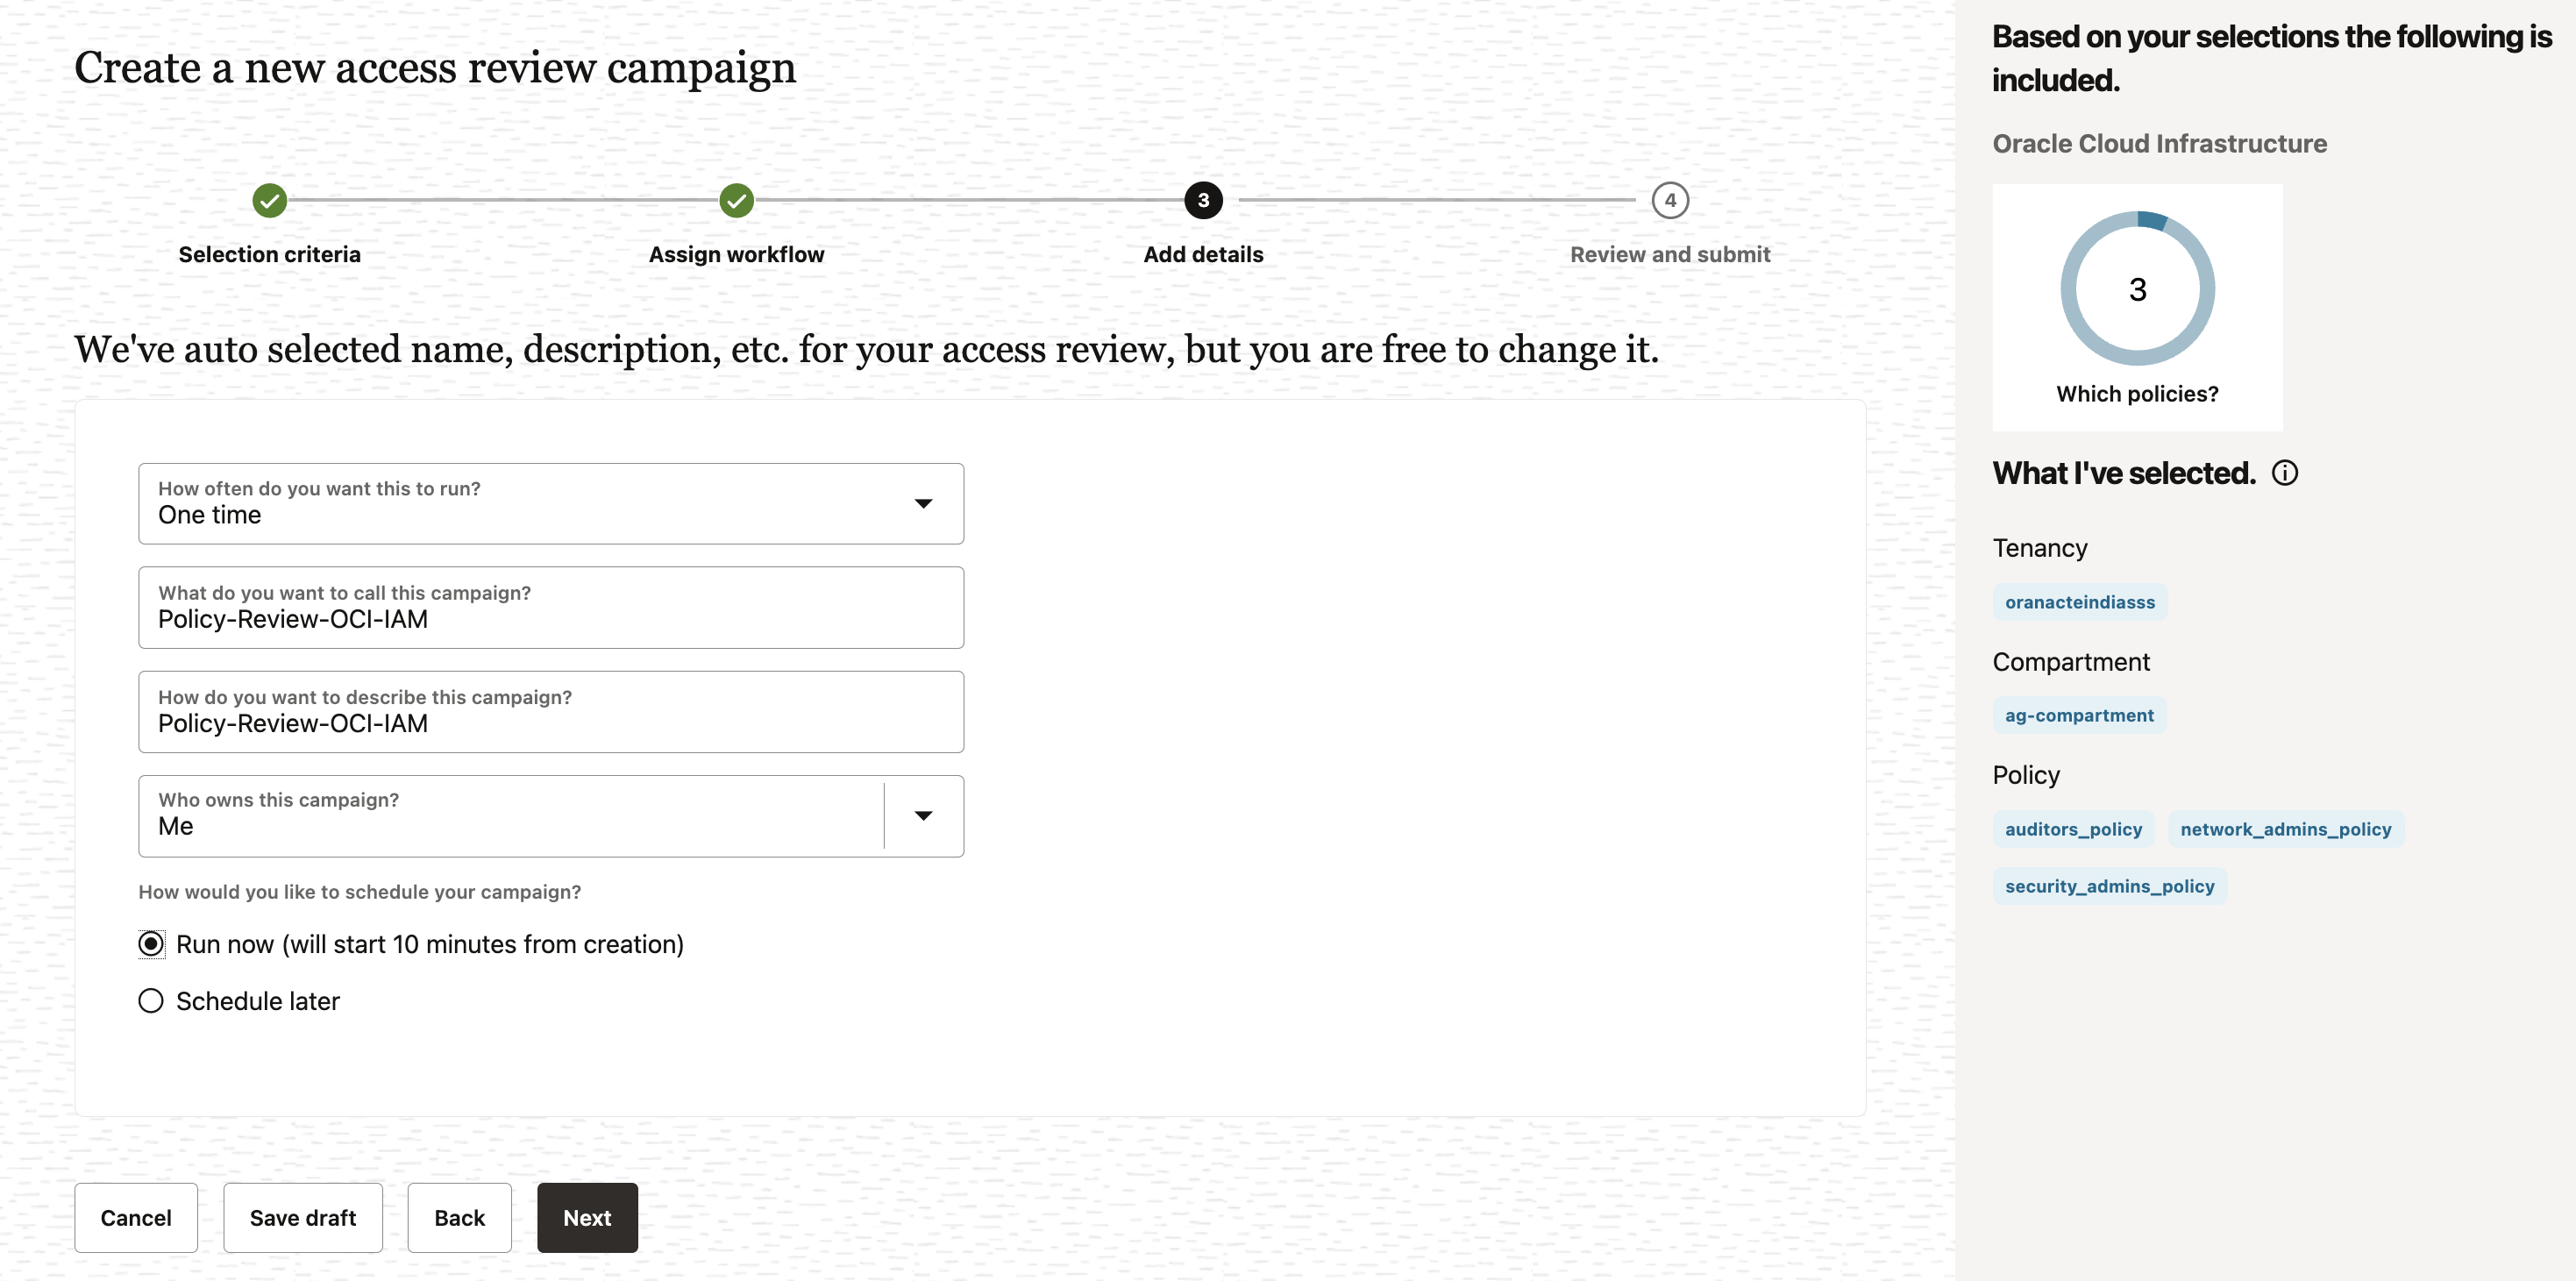 Create a new access review campaign
3
4
Selection criteria
Assign workflow
Add details
Review and submit
We've auto selected name, description, etc. for your access review, but you are free to change it.
How often do you want this to run?
One time
What do you want to call this campaign?
Policy-Review-OCI-IAM
How do you want to describe this campaign?
Policy-Review-OCI-IAM
Who owns this campaign?
Me
How would you like to schedule your campaign?
Run now (will start 10 minutes from creation)
Schedule later
Cancel
Save draft
Back
Next
Based on your selections the following is
included.
Oracle Cloud Infrastructure
3
Which policies?
What I've selected.
Tenancy
oranacteindiasss
Compartment
ag-compartment
Policy
auditors_policy
network_admins_policy
security_admins_policy